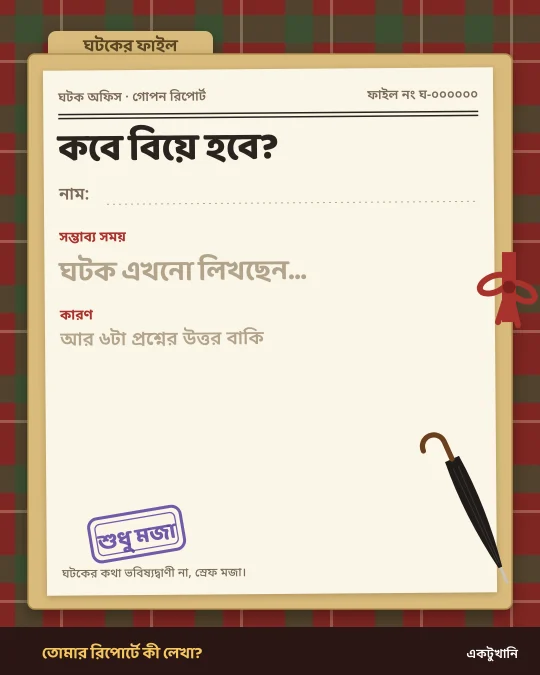 ঘটকের ফাইল
ঘটক অফিস · গোপন রিপোর্ট
ফাইল নং ঘ-০০০০০০
কবে বিয়ে হবে?
নাম:
সম্ভাব্য সময়
ঘটক এখনো লিখছেন...
কারণ
আর ৬টা প্রশ্নের উত্তর বাকি
শুধু মজা
ঘটকের কথা ভবিষ্যদ্বাণী না, স্রেফ মজা।
তোমার রিপোর্টে কী লেখা?
একটুখানি